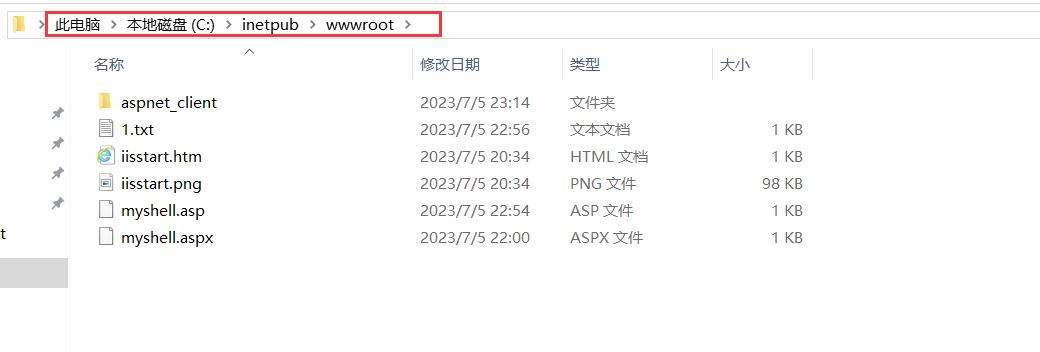 此电脑 > 本地磁盘 (C:) > inetpub > wwwroot >
名称 修改日期 类型 大小
aspnet_client 2023/7/5 23:14 文件夹
1.txt 2023/7/5 22:56 文本文档 1 KB
iisstart.htm 2023/7/5 20:34 HTML 文档 1 KB
iisstart.png 2023/7/5 20:34 PNG 文件 98 KB
myshell.asp 2023/7/5 22:54 ASP 文件 1 KB
t
myshell.aspx 2023/7/5 22:00 ASPX 文件 1 KB